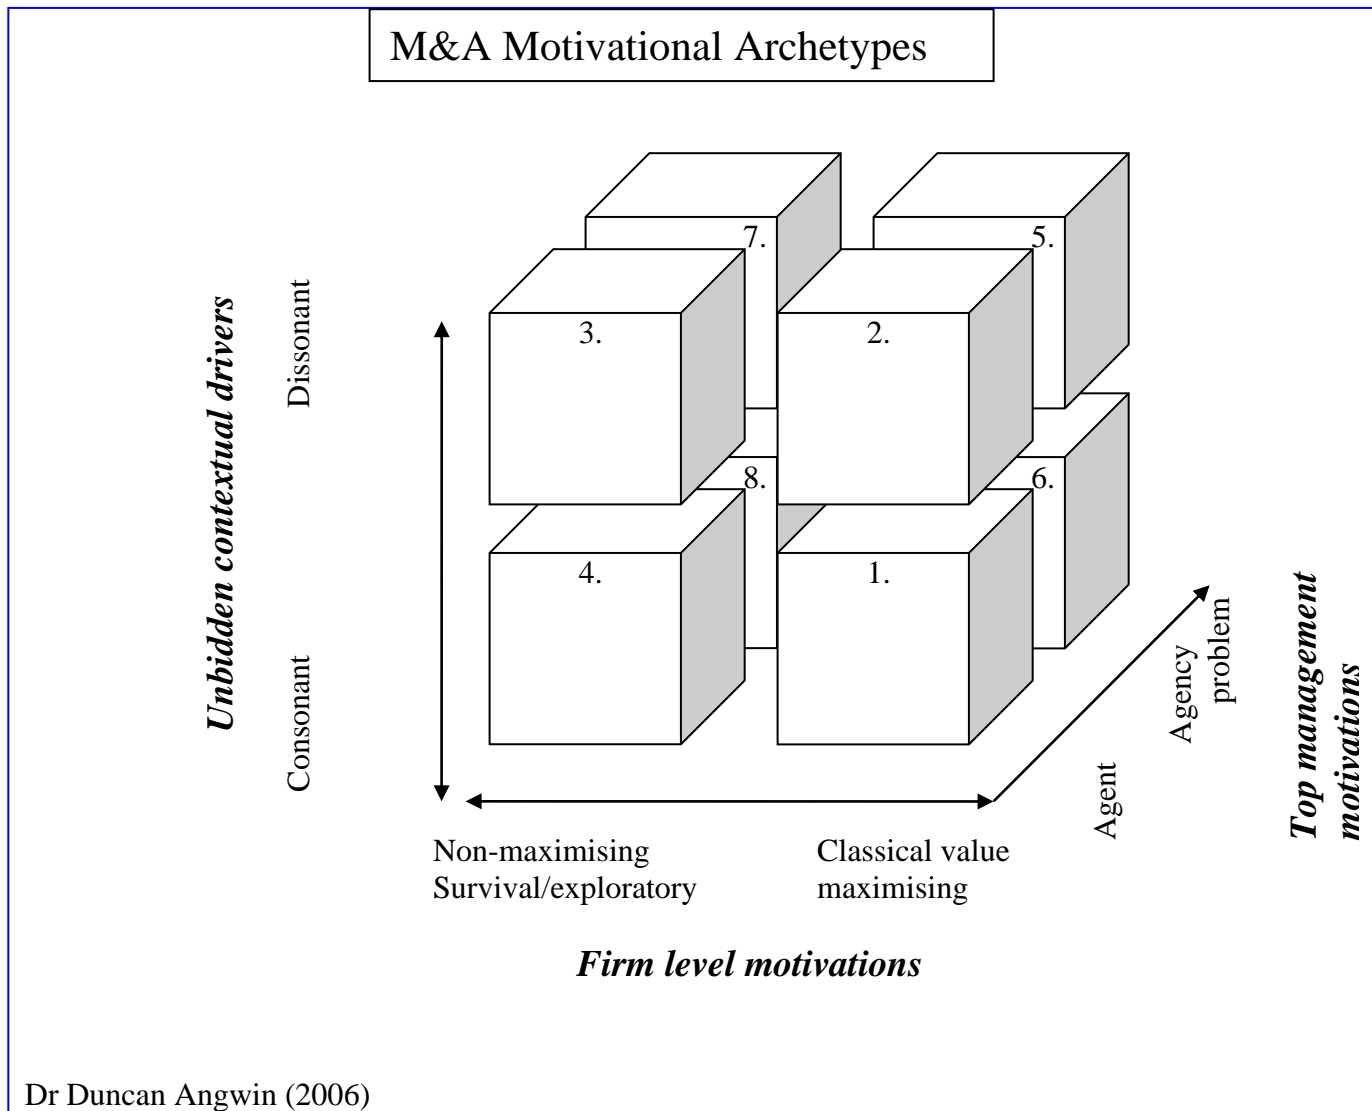 M&A Motivational Archetypes
7.
5.
3.
2.
8.
6.
4.
1.
Unbidden contextual drivers
Dissonant
Consonant
Non-maximising
Survival/exploratory
Classical value
maximising
Firm level motivations
Agent
Agency
problem
Top management
motivations
Dr Duncan Angwin (2006)